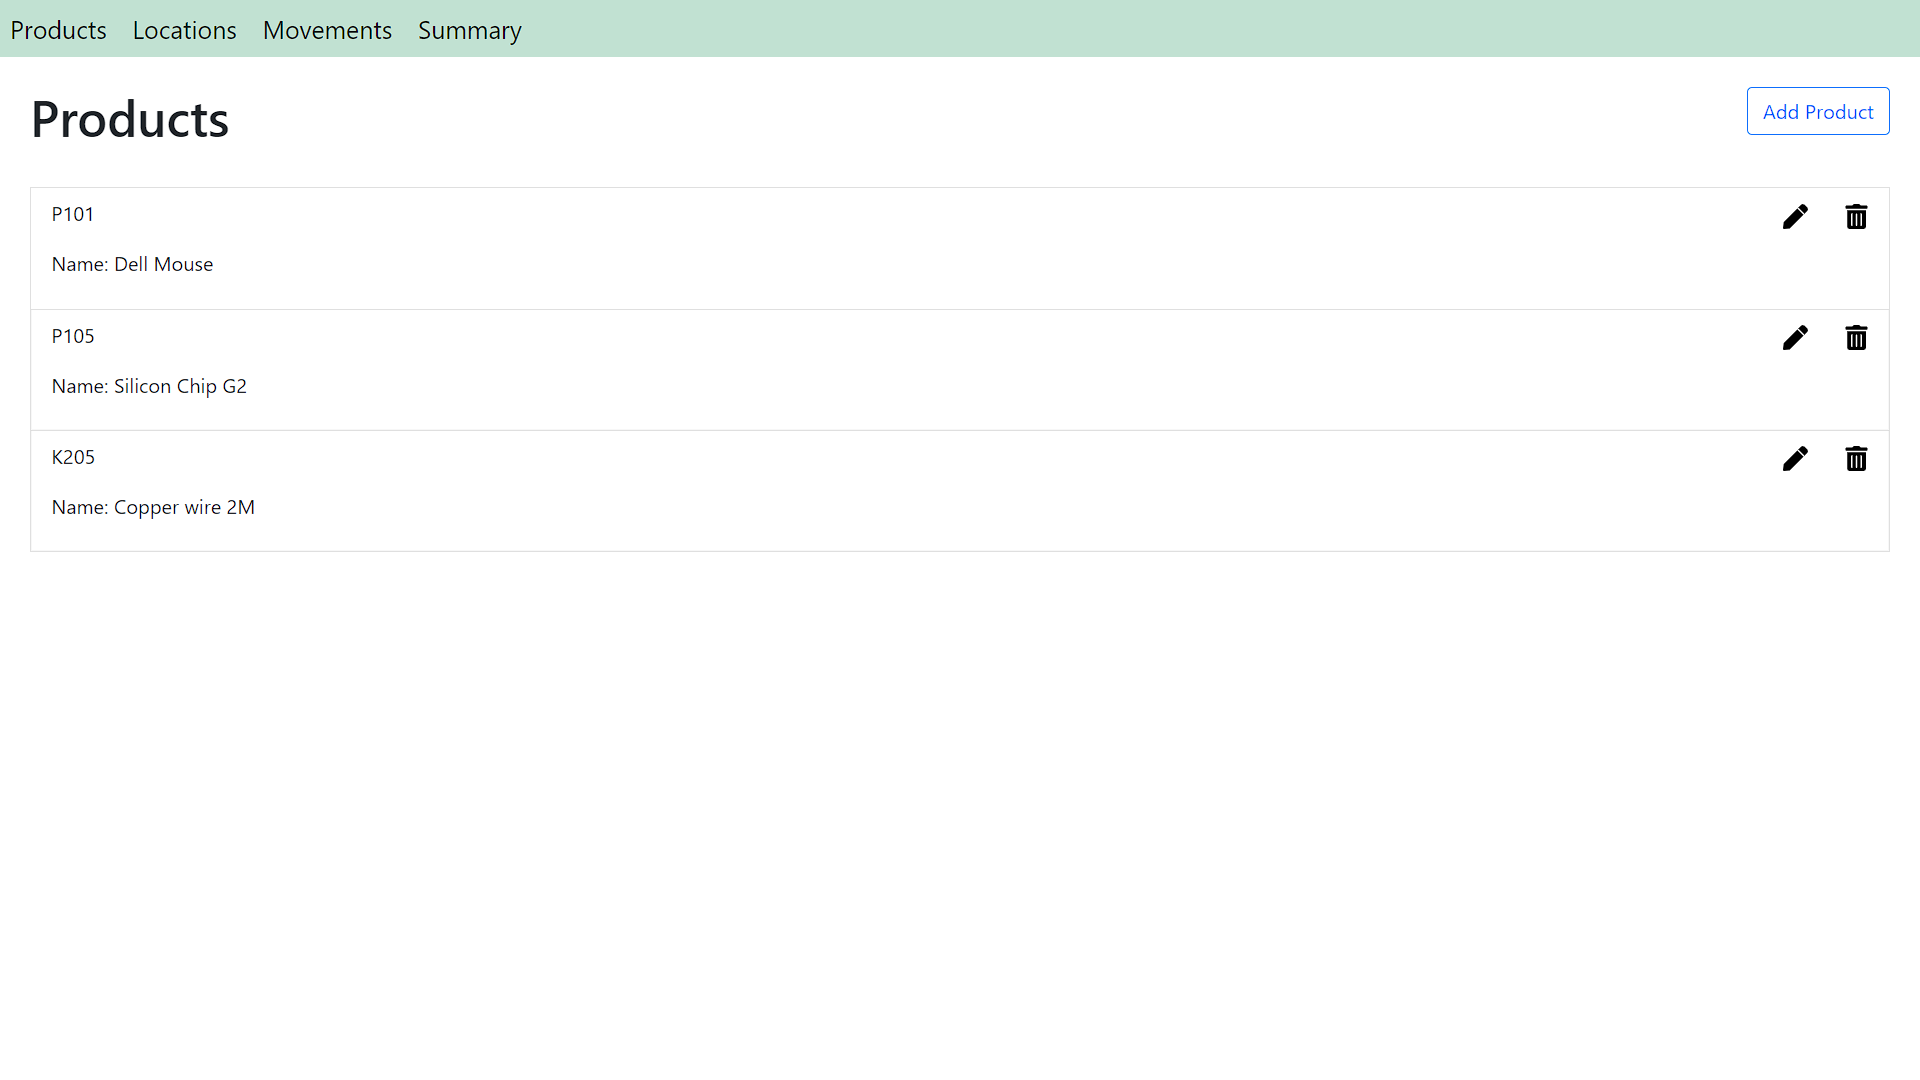 Products Locations Movements Summary
Products
Add Product
P101
Name: Dell Mouse
P105
Name: Silicon Chip G2
K205
Name: Copper wire 2M